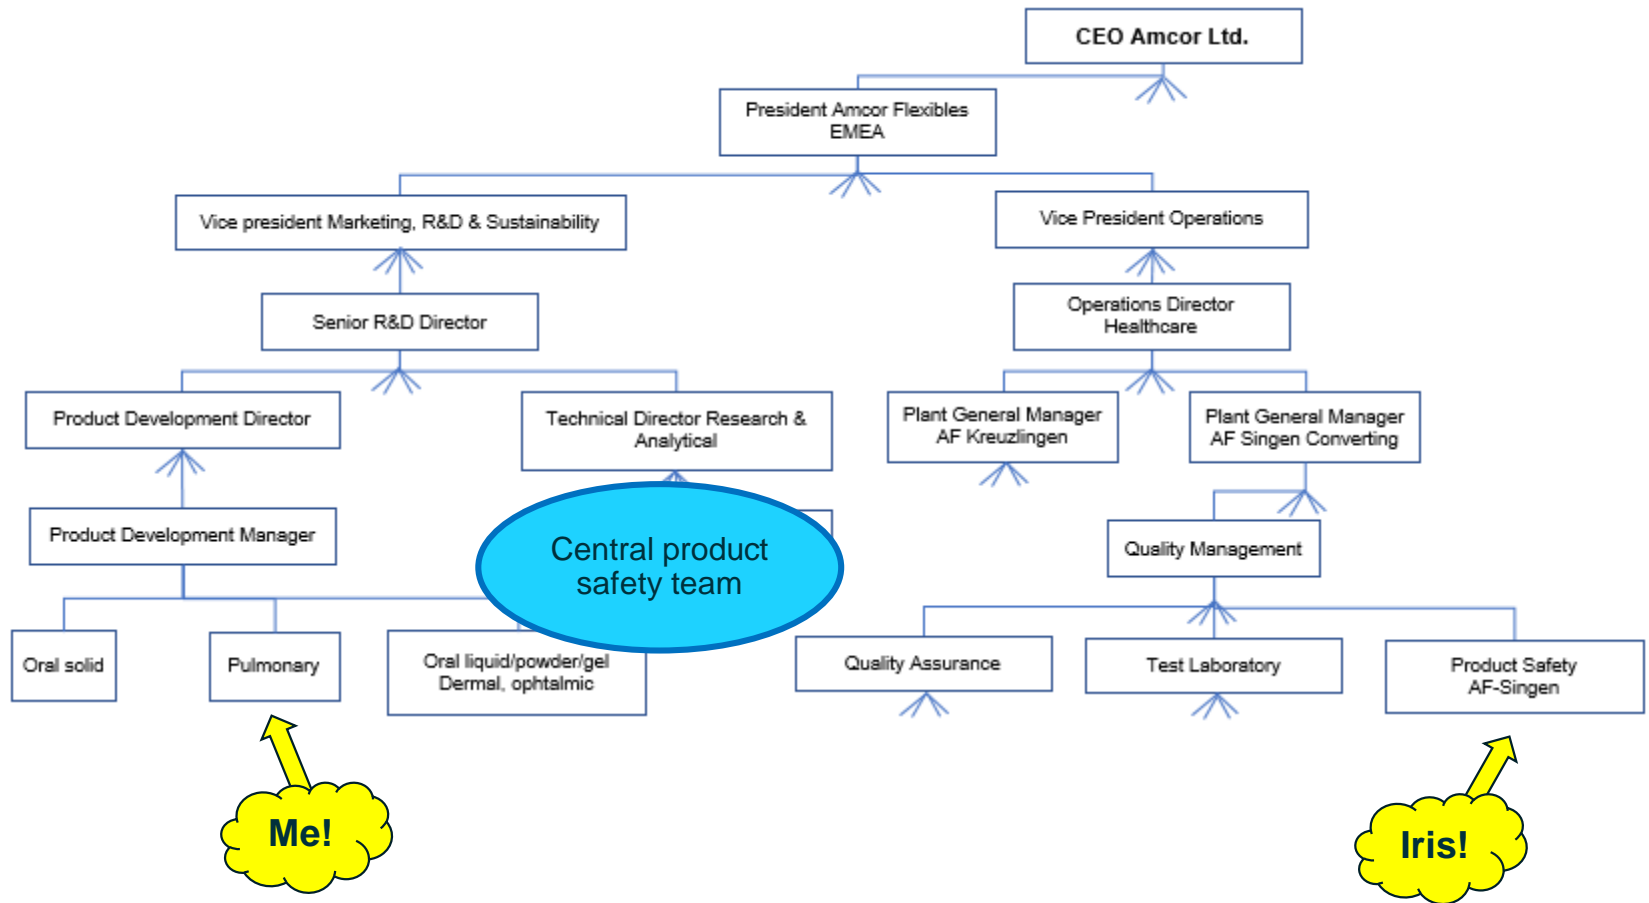 CEO Amcor Ltd.
President Amcor Flexibles
EMEA
Vice president Marketing, R&D & Sustainability
Vice President Operations
Senior R&D Director
Operations Director
Healthcare
Product Development Director
Technical Director Research &
Analytical
Plant General Manager
AF Kreuzlingen
Plant General Manager
AF Singen Converting
Product Development Manager
Central product
safety team
Quality Management
Oral solid
Pulmonary
Oral liquid/powder/gel
Dermal, ophtalmic
Quality Assurance
Test Laboratory
Product Safety
AF-Singen
Me!
Iris!